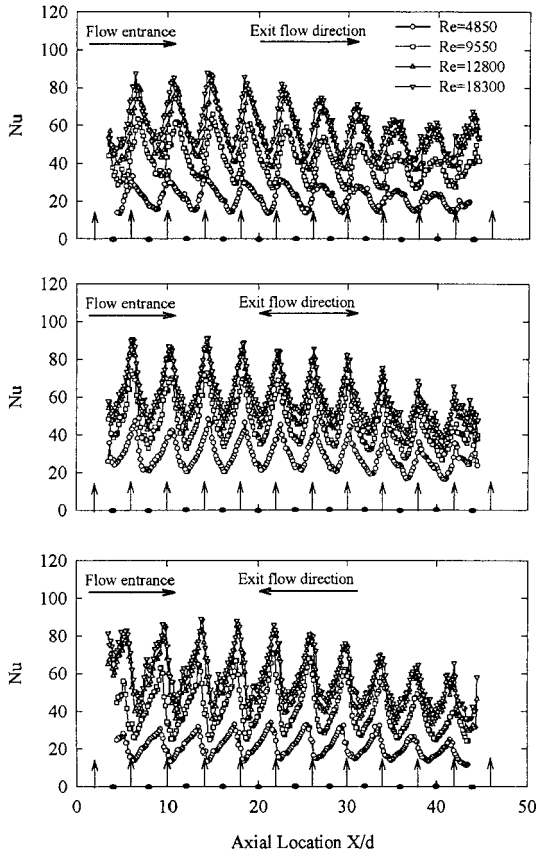 120
Flow entrance
Exit flow direction
Re=4850
100
Re=9550
Re=12800
80
Re=18300
Nu
60
40
20
0
120
Flow entrance
Exit flow direction
100
80
Nu
60
40
20
0
120
Flow entrance
Exit flow direction
100
80
Nu
60
40
20
0
0
10
20
30
40
50
Axial Location X/d